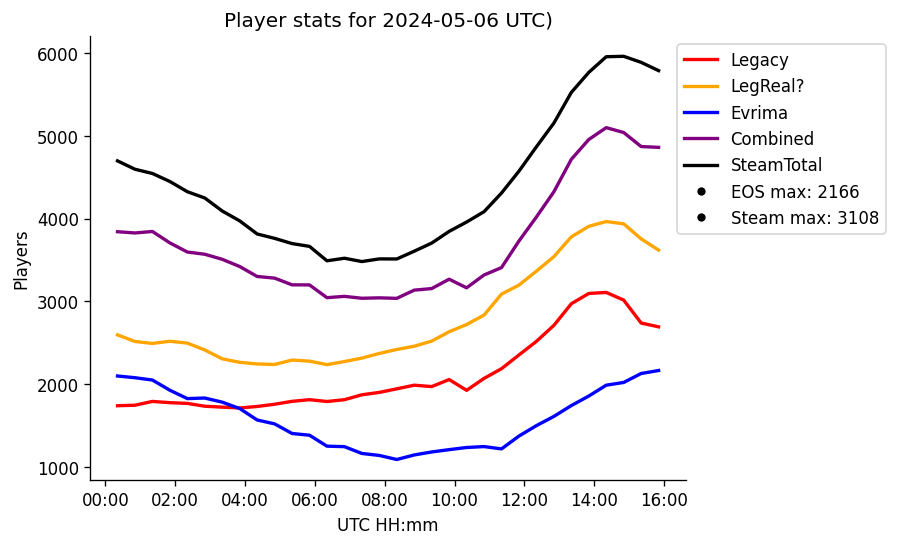 Player stats for 2024-05-06 UTC)
6000
5000
4000
3000
2000
1000
Players
00:00 02:00 04:00 06:00 08:00 10:00 12:00 14:00 16:00
UTC HH:mm
Legacy
LegReal?
Evrima
Combined
SteamTotal
EOS max: 2166
Steam max: 3108